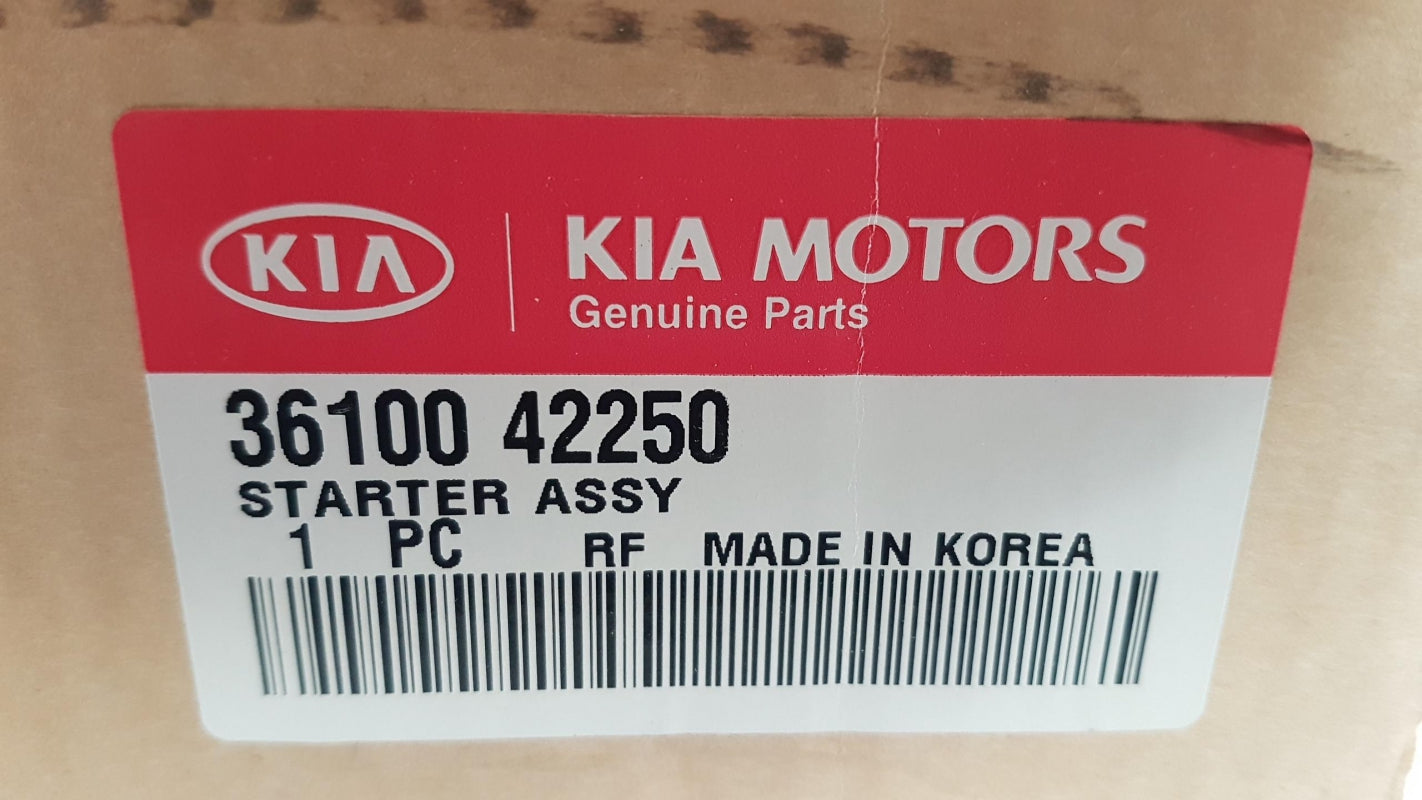 KIA KIA MOTORS
Genuine Parts
36100 42250
STARTER ASSY
1 PC RF MADE IN KOREA